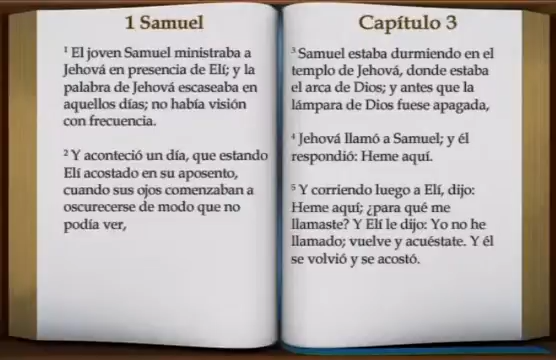 1 Samuel
¹ El joven Samuel ministraba a
Jehová en presencia de Elí; y la
palabra de Jehová escaseaba en
aquellos días; no había visión
con frecuencia.
² Y aconteció un día, que estando
Elí acostado en su aposento,
cuando sus ojos comenzaban a
oscurecerse de modo que no
podía ver,
Capítulo 3
³ Samuel estaba durmiendo en el
templo de Jehová, donde estaba
el arca de Dios; y antes que la
lámpara de Dios fuese apagada,
⁴ Jehová llamó a Samuel; y él
respondió: Heme aquí.
⁵ Y corriendo luego a Elí, dijo:
Heme aquí; ¿para qué me
llamaste? Y Elí le dijo: Yo no he
llamado; vuelve y acuéstate. Y él
se volvió y se acostó.